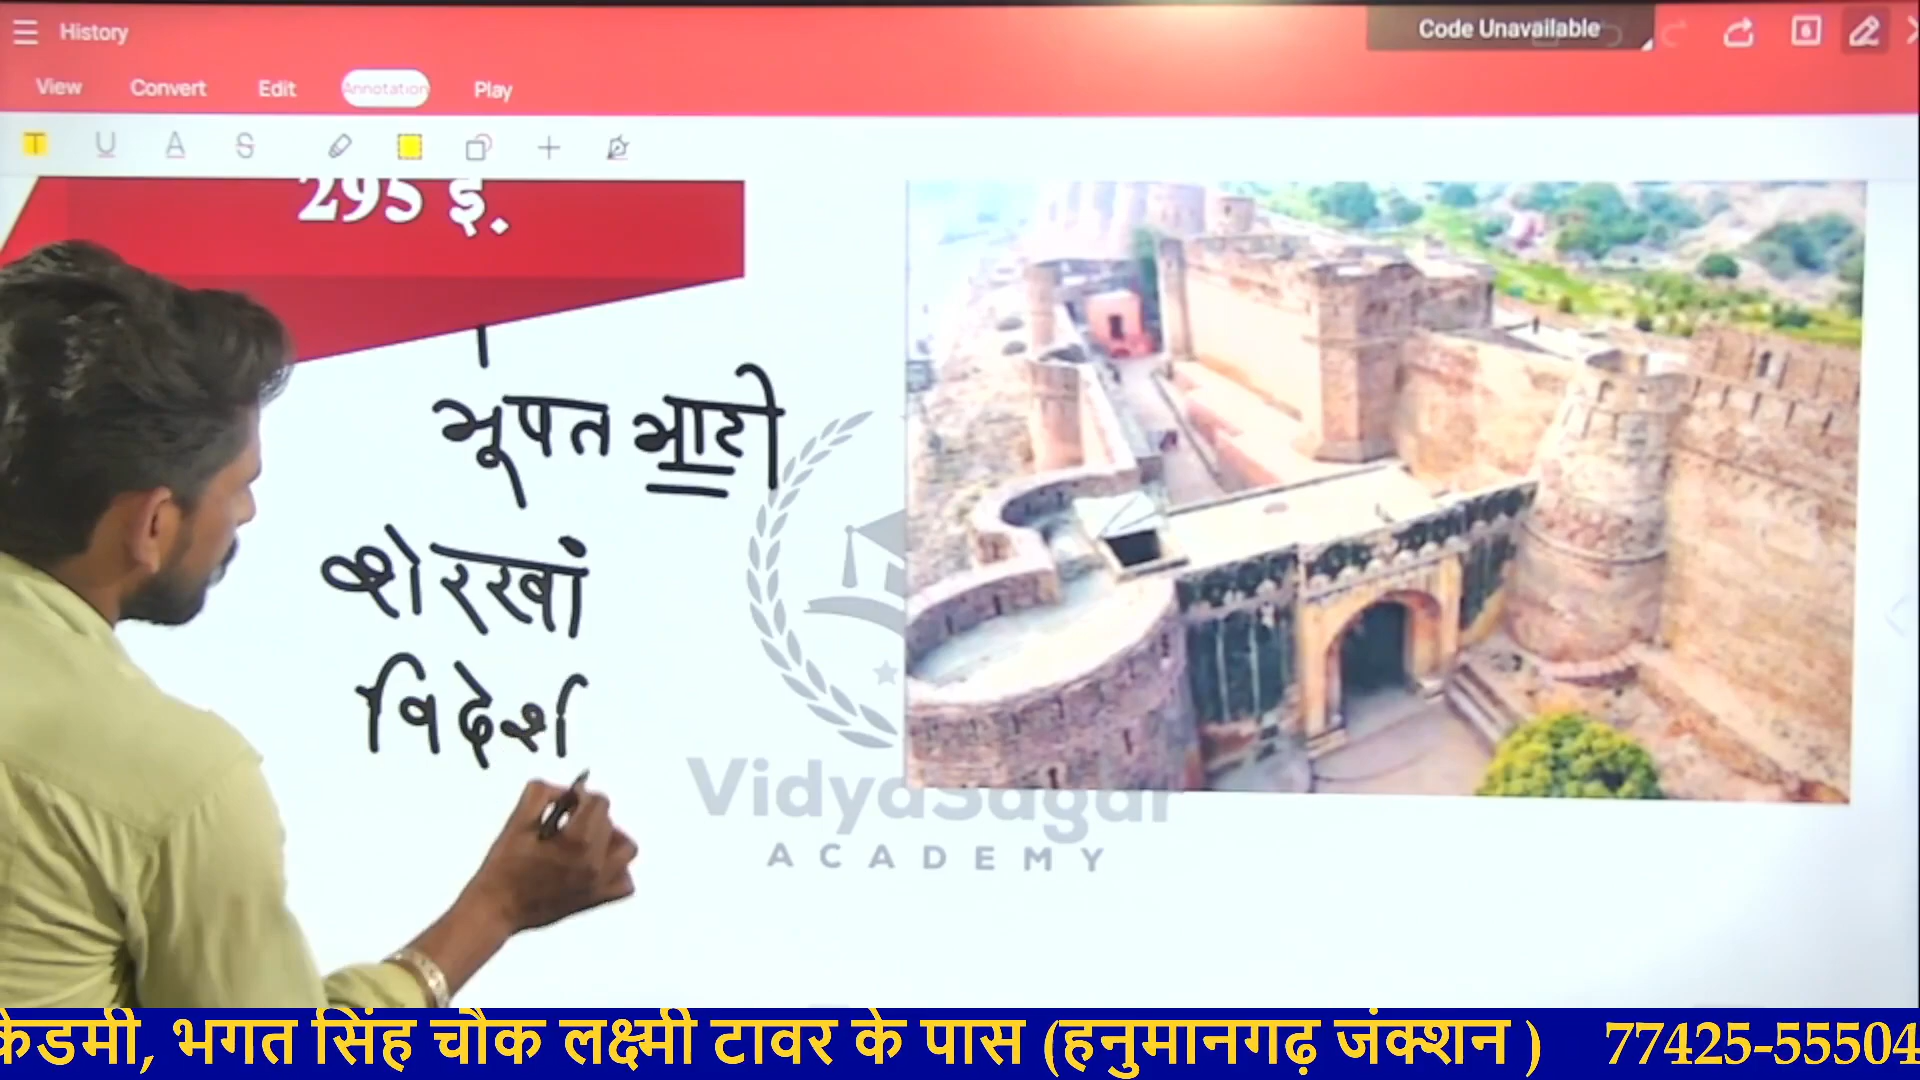 History
Code Unavailable
6
View Convert Edit Annotation Play
T U A S
295 ई.
भूपत भाटी
शेरखां
विदेश
VidyaSagar
ACADEMY
केडमी, भगत सिंह चौक लक्ष्मी टावर के पास (हनुमानगढ़ जंक्शन ) 77425-55504